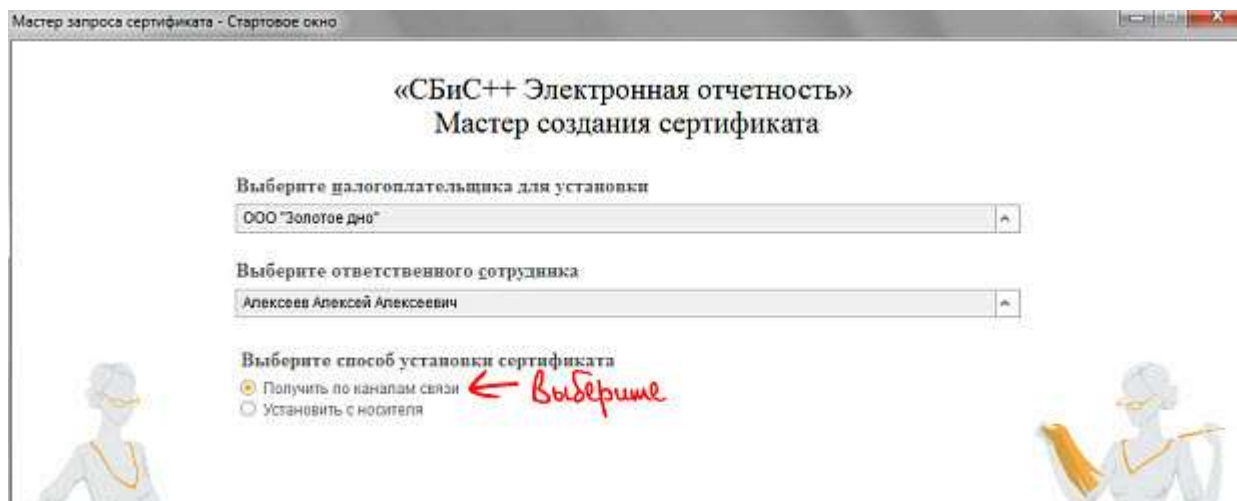 Мастер запроса сертификата - Стартовое окно
«СБиС++ Электронная отчетность»
Мастер создания сертификата
Выберите налогоплательщика для установки
ООО "Золотое дно"
Выберите ответственного сотрудника
Алексеев Алексей Алексеевич
Выберите способ установки сертификата
Получить по каналам связи ← Выберите
Установить с носителя